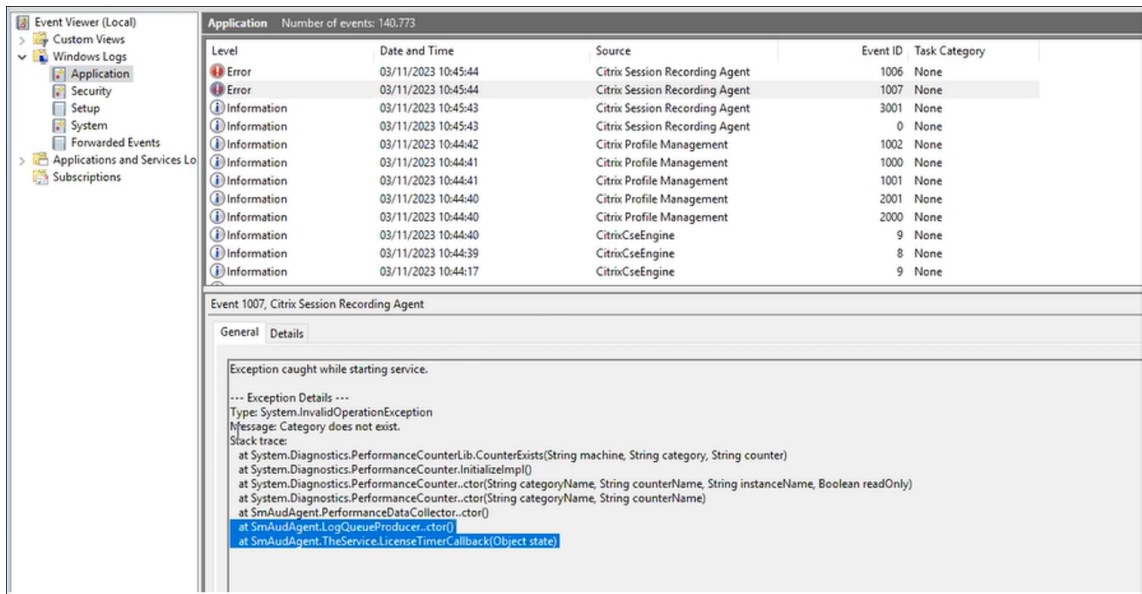 Event Viewer (Local)
Custom Views
Windows Logs
Application
Security
Setup
System
Forwarded Events
Applications and Services Lo
Subscriptions
Application Number of events: 140.773
Level Date and Time Source Event ID Task Category
Error 03/11/2023 10:45:44 Citrix Session Recording Agent 1006 None
Error 03/11/2023 10:45:44 Citrix Session Recording Agent 1007 None
Information 03/11/2023 10:45:43 Citrix Session Recording Agent 3001 None
Information 03/11/2023 10:45:43 Citrix Session Recording Agent 0 None
Information 03/11/2023 10:44:42 Citrix Profile Management 1002 None
Information 03/11/2023 10:44:41 Citrix Profile Management 1000 None
Information 03/11/2023 10:44:41 Citrix Profile Management 1001 None
Information 03/11/2023 10:44:40 Citrix Profile Management 2001 None
Information 03/11/2023 10:44:40 Citrix Profile Management 2000 None
Information 03/11/2023 10:44:40 CitrixCseEngine 9 None
Information 03/11/2023 10:44:39 CitrixCseEngine 8 None
Information 03/11/2023 10:44:17 CitrixCseEngine 9 None
Event 1007, Citrix Session Recording Agent
General Details
Exception caught while starting service.
--- Exception Details ---
Type: System.InvalidOperationException
Message: Category does not exist.
Stack trace:
at System.Diagnostics.PerformanceCounterLib.CounterExists(String machine, String category, String counter)
at System.Diagnostics.PerformanceCounter.InitializeImpl()
at System.Diagnostics.PerformanceCounter..ctor(String categoryName, String counterName, String instanceName, Boolean readOnly)
at System.Diagnostics.PerformanceCounter..ctor(String categoryName, String counterName)
at SmAudAgent.PerformanceDataCollector..ctor()
at SmAudAgent.LogQueueProducer..ctor()
at SmAudAgent.TheService.LicenseTimerCallback(Object state)